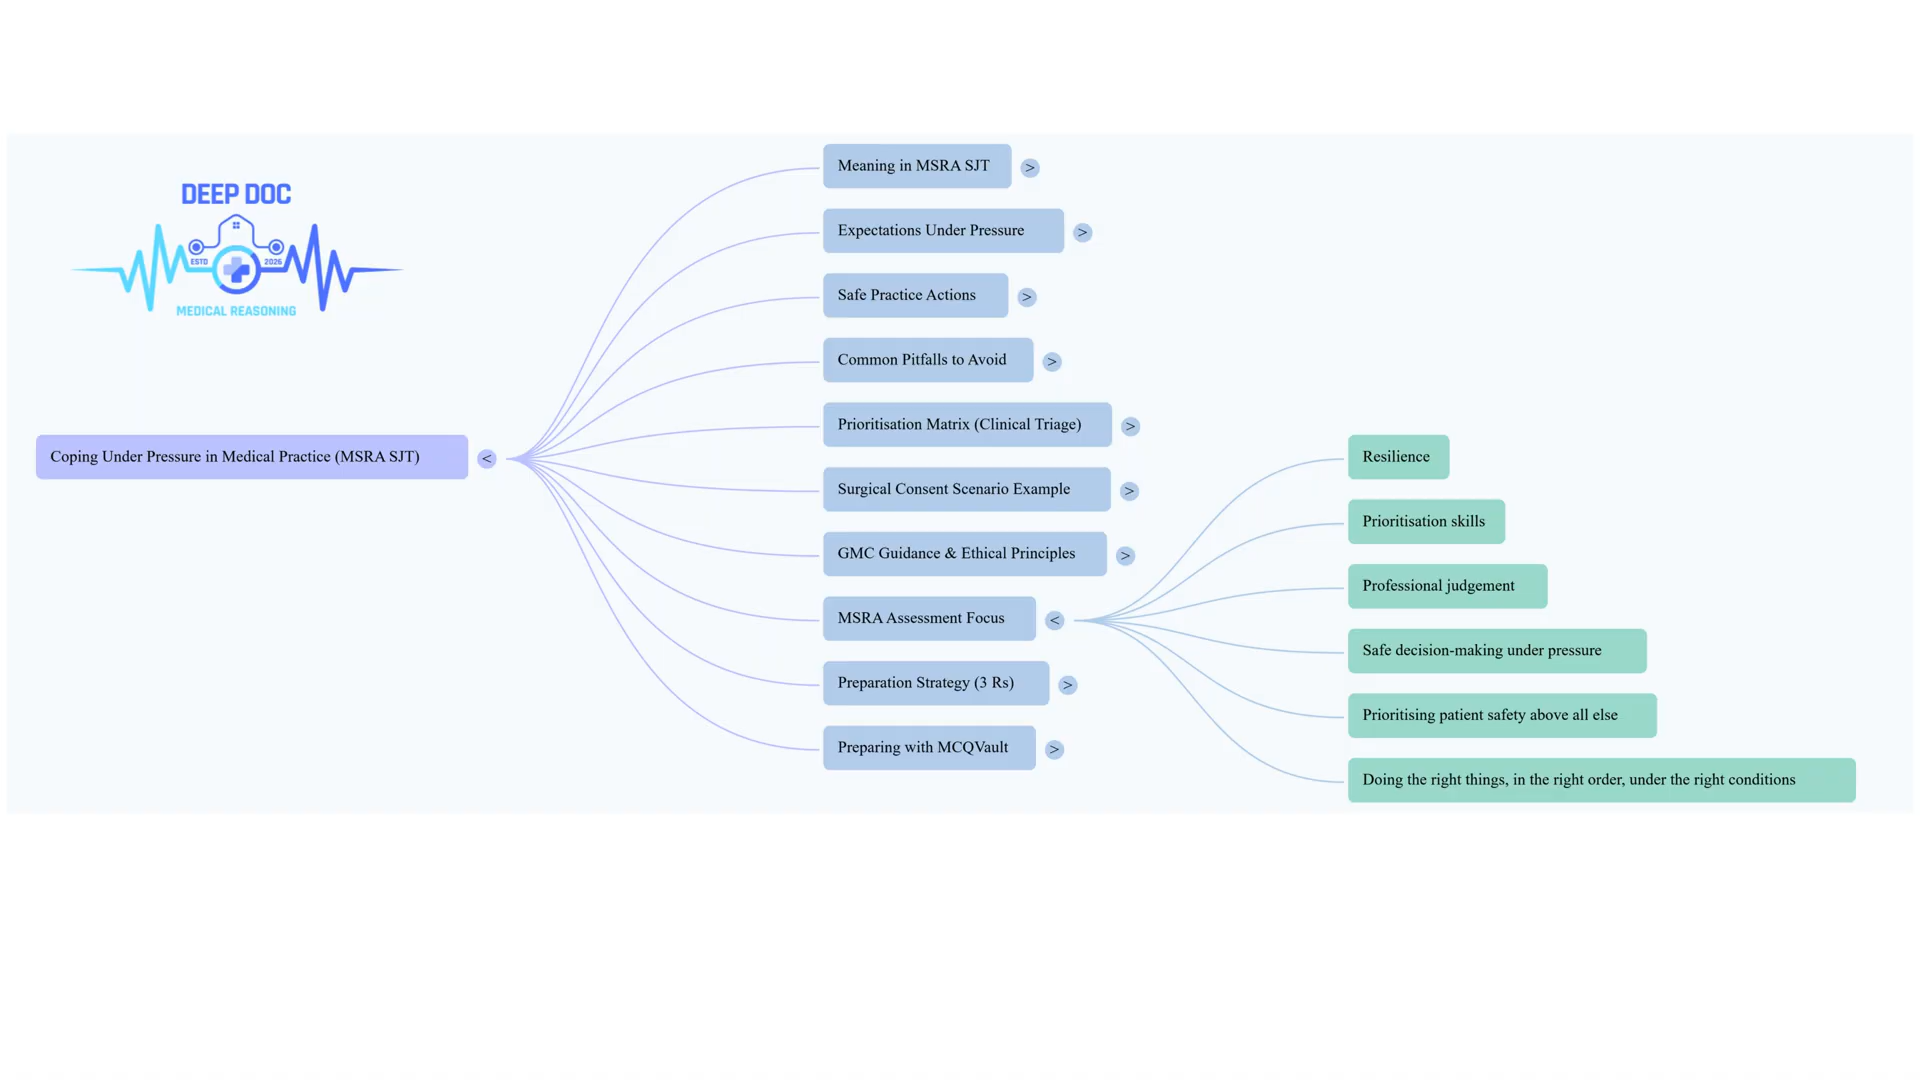 DEEP DOC
ESTD 2026
MEDICAL REASONING
Coping Under Pressure in Medical Practice (MSRA SJT)
<
Meaning in MSRA SJT
>
Expectations Under Pressure
>
Safe Practice Actions
>
Common Pitfalls to Avoid
>
Prioritisation Matrix (Clinical Triage)
>
Surgical Consent Scenario Example
>
GMC Guidance & Ethical Principles
>
MSRA Assessment Focus
<
Preparation Strategy (3 Rs)
>
Preparing with MCQVault
>
Resilience
Prioritisation skills
Professional judgement
Safe decision-making under pressure
Prioritising patient safety above all else
Doing the right things, in the right order, under the right conditions